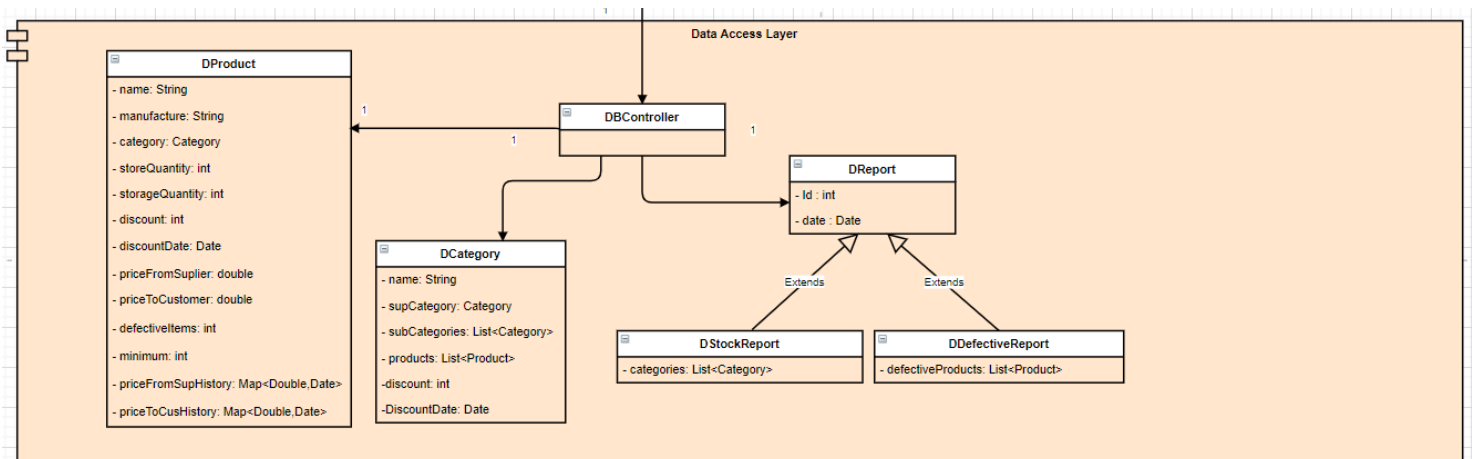 1
Data Access Layer
DProduct
- name: String
- manufacture: String
- category: Category
- storeQuantity: int
- storageQuantity: int
- discount: int
- discountDate: Date
- priceFromSuplier: double
- priceToCustomer: double
- defectiveItems: int
- minimum: int
- priceFromSupHistory: Map<Double,Date>
- priceToCusHistory: Map<Double,Date>
1
1
DBController
1
DCategory
- name: String
- supCategory: Category
- subCategories: List<Category>
- products: List<Product>
-discount: int
-DiscountDate: Date
DReport
- Id : int
- date : Date
Extends
Extends
DStockReport
- categories: List<Category>
DDefectiveReport
- defectiveProducts: List<Product>